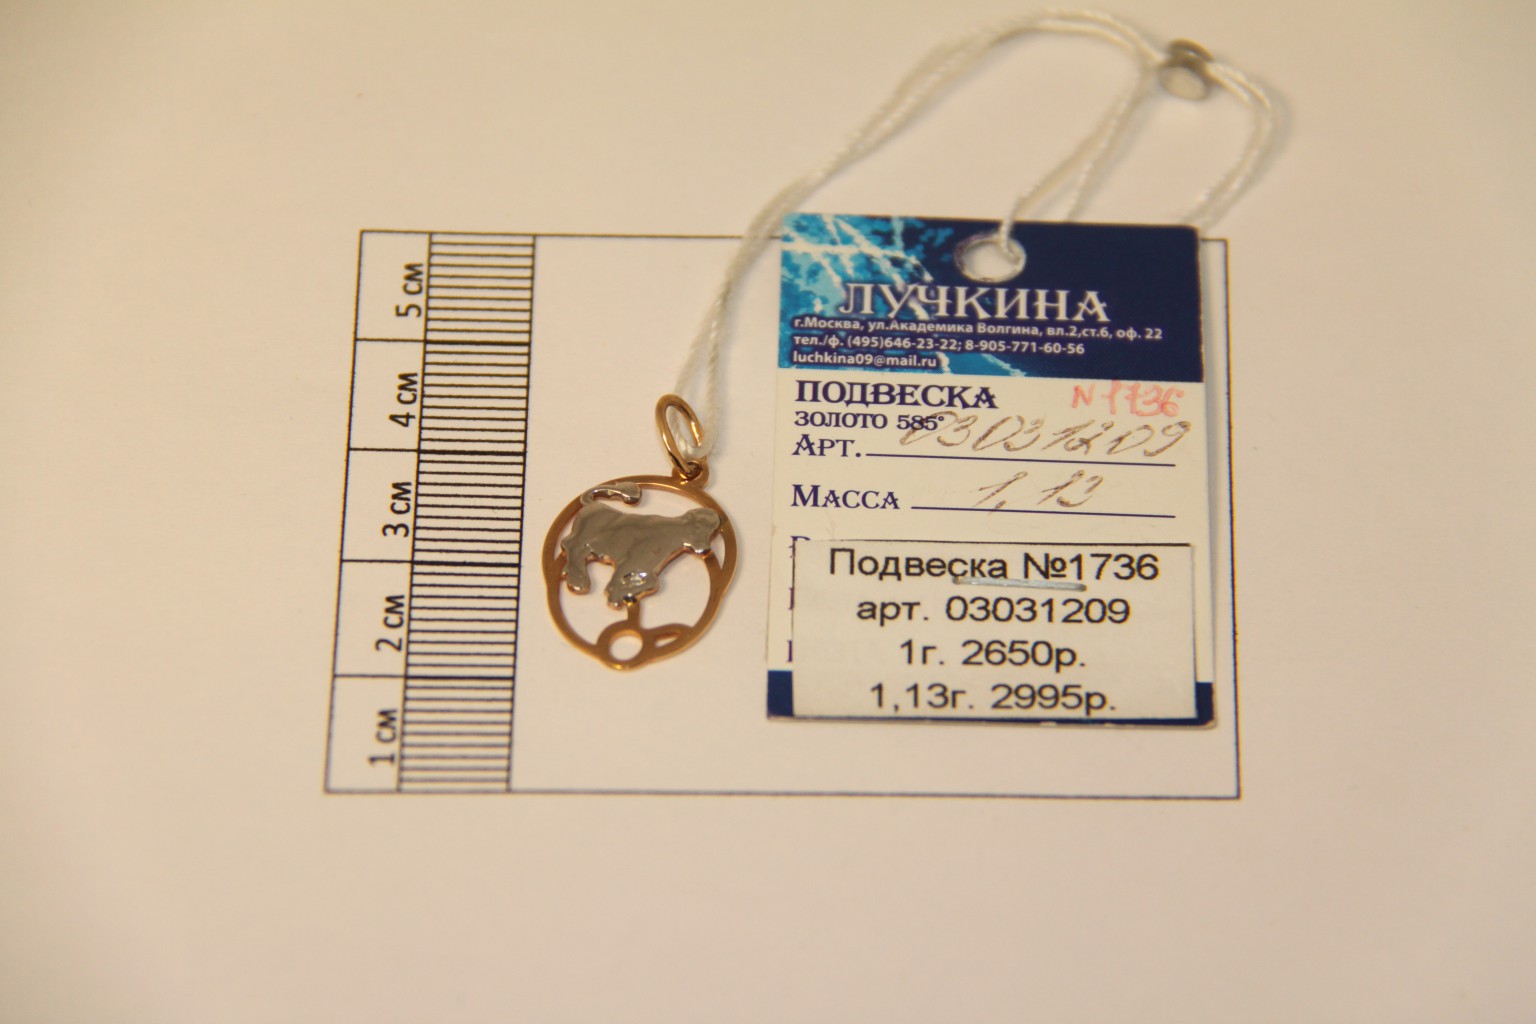 5 см
4 см
3 см
2 см
1 см
ЛУЧКИНА
г.Москва, ул.Академика Волгина, вл.2,ст.6, оф. 22
тел./ф. (495)646-23-22; 8-905-771-60-56
luchkina09@mail.ru
ПОДВЕСКА N1736
ЗОЛОТО 585°
АРТ. 03031209
МАССА 1,13
Подвеска №1736
арт. 03031209
1г. 2650р.
1,13г. 2995р.